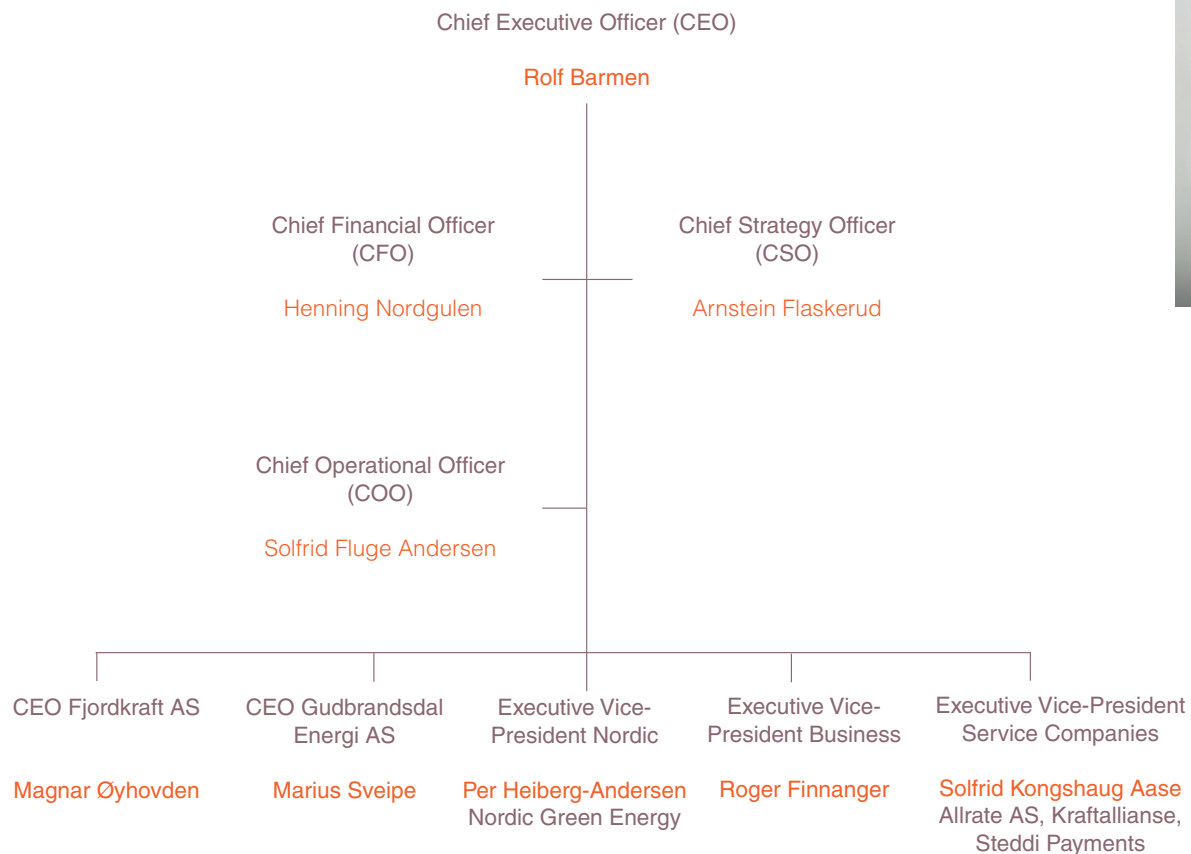 Chief Executive Officer (CEO)
Rolf Barmen
Chief Financial Officer
(CFO)
Henning Nordgulen
Chief Strategy Officer
(CSO)
Arnstein Flaskerud
Chief Operational Officer
(COO)
Solfrid Fluge Andersen
CEO Fjordkraft AS
Magnar Øyhovden
CEO Gudbrandsdal
Energi AS
Marius Sveipe
Executive Vice-
President Nordic
Per Heiberg-Andersen
Nordic Green Energy
Executive Vice-
President Business
Roger Finnanger
Executive Vice-President
Service Companies
Solfrid Kongshaug Aase
Allrate AS, Kraftallianse,
Steddi Payments